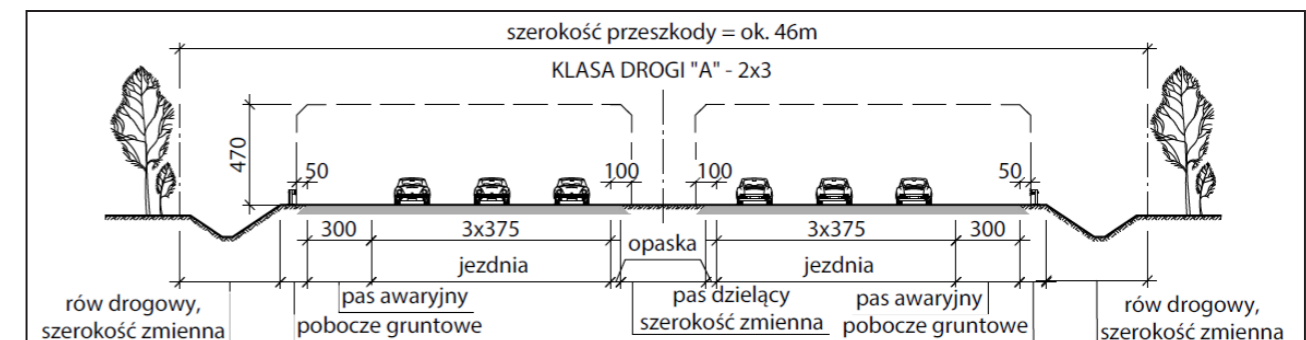 szerokość przeszkody = ok. 46m
KLASA DROGI "A" - 2x3
470
50
100
100
50
300
3x375
opaska
3x375
300
jezdnia
jezdnia
rów drogowy,
szerokość zmienna
pas awaryjny
pobocze gruntowe
pas dzielący
szerokość zmienna
pas awaryjny
pobocze gruntowe
rów drogowy,
szerokość zmienna